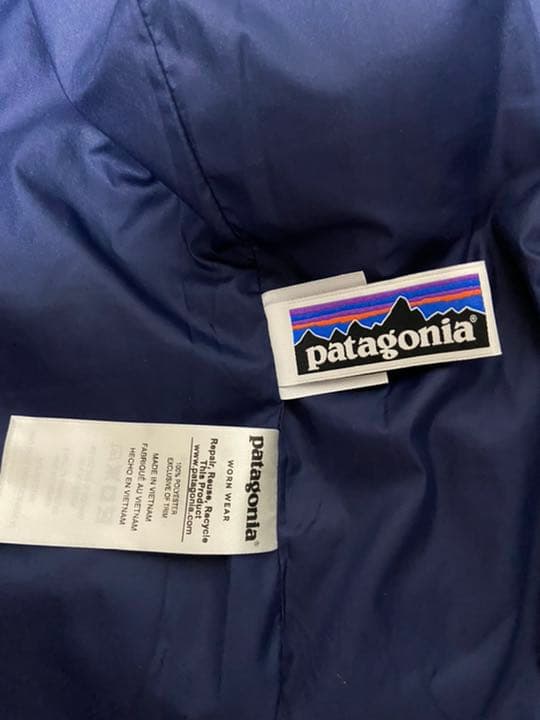 patagonia®
patagonia®
WORN WEAR
Repair, Reuse, Recycle
This Product
www.patagonia.com
100% POLYESTER
EXCLUSIVE OF TRIM
MADE IN VIETNAM
FABRIQUÉ AU VIETNAM
HECHO EN VIETNAM